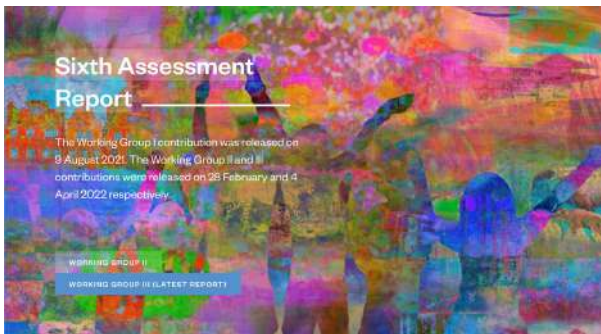 Sixth Assessment
Report
The Working Group I contribution was released on
9 August 2021. The Working Group II and III
contributions were released on 28 February and 4
April 2022 respectively.
WORKING GROUP II
WORKING GROUP III (LATEST REPORT)